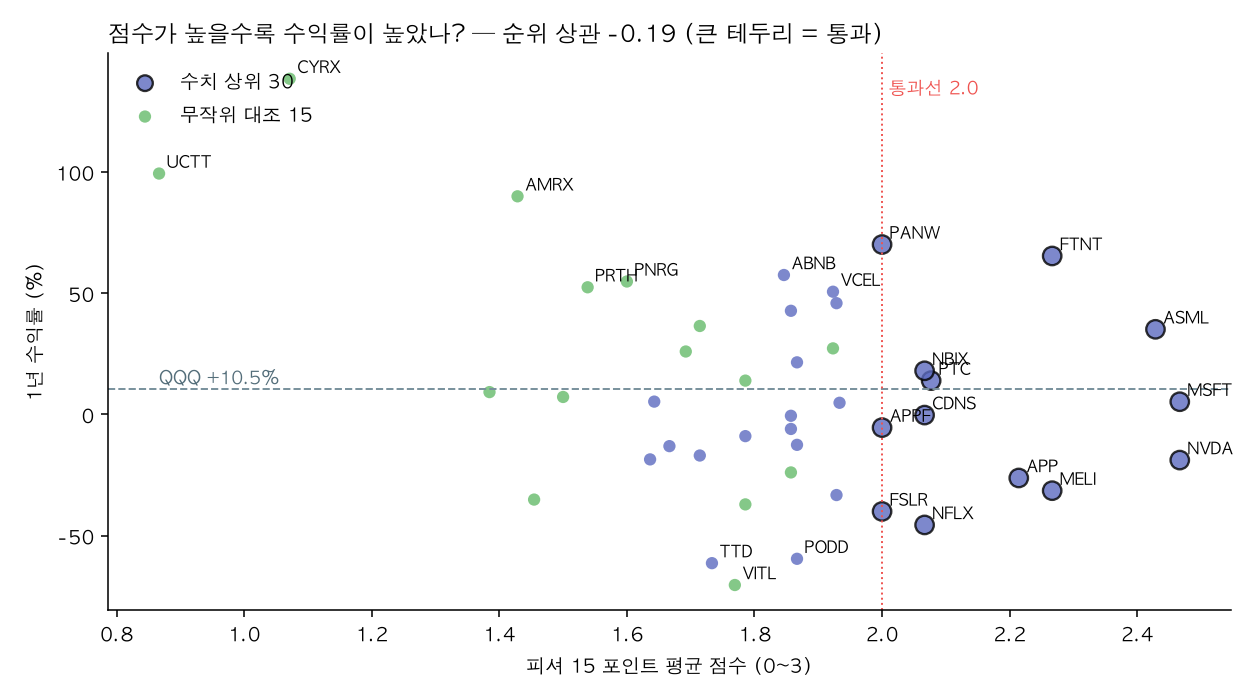 점수가 높을수록 수익률이 높았나? — 순위 상관 -0.19 (큰 테두리 = 통과)
수치 상위 30
무작위 대조 15
CYRX
통과선 2.0
UCTT
AMRX
PANW
FTNT
PRTH
PNRG
ABNB
VCEL
ASML
NBIX
PTC
QQQ +10.5%
MSFT
CDNS
APPF
NVDA
APP
MELI
FSLR
NFLX
TTD
PODD
VITL
100
50
0
-50
1년 수익률 (%)
0.8 1.0 1.2 1.4 1.6 1.8 2.0 2.2 2.4
피셔 15 포인트 평균 점수 (0~3)